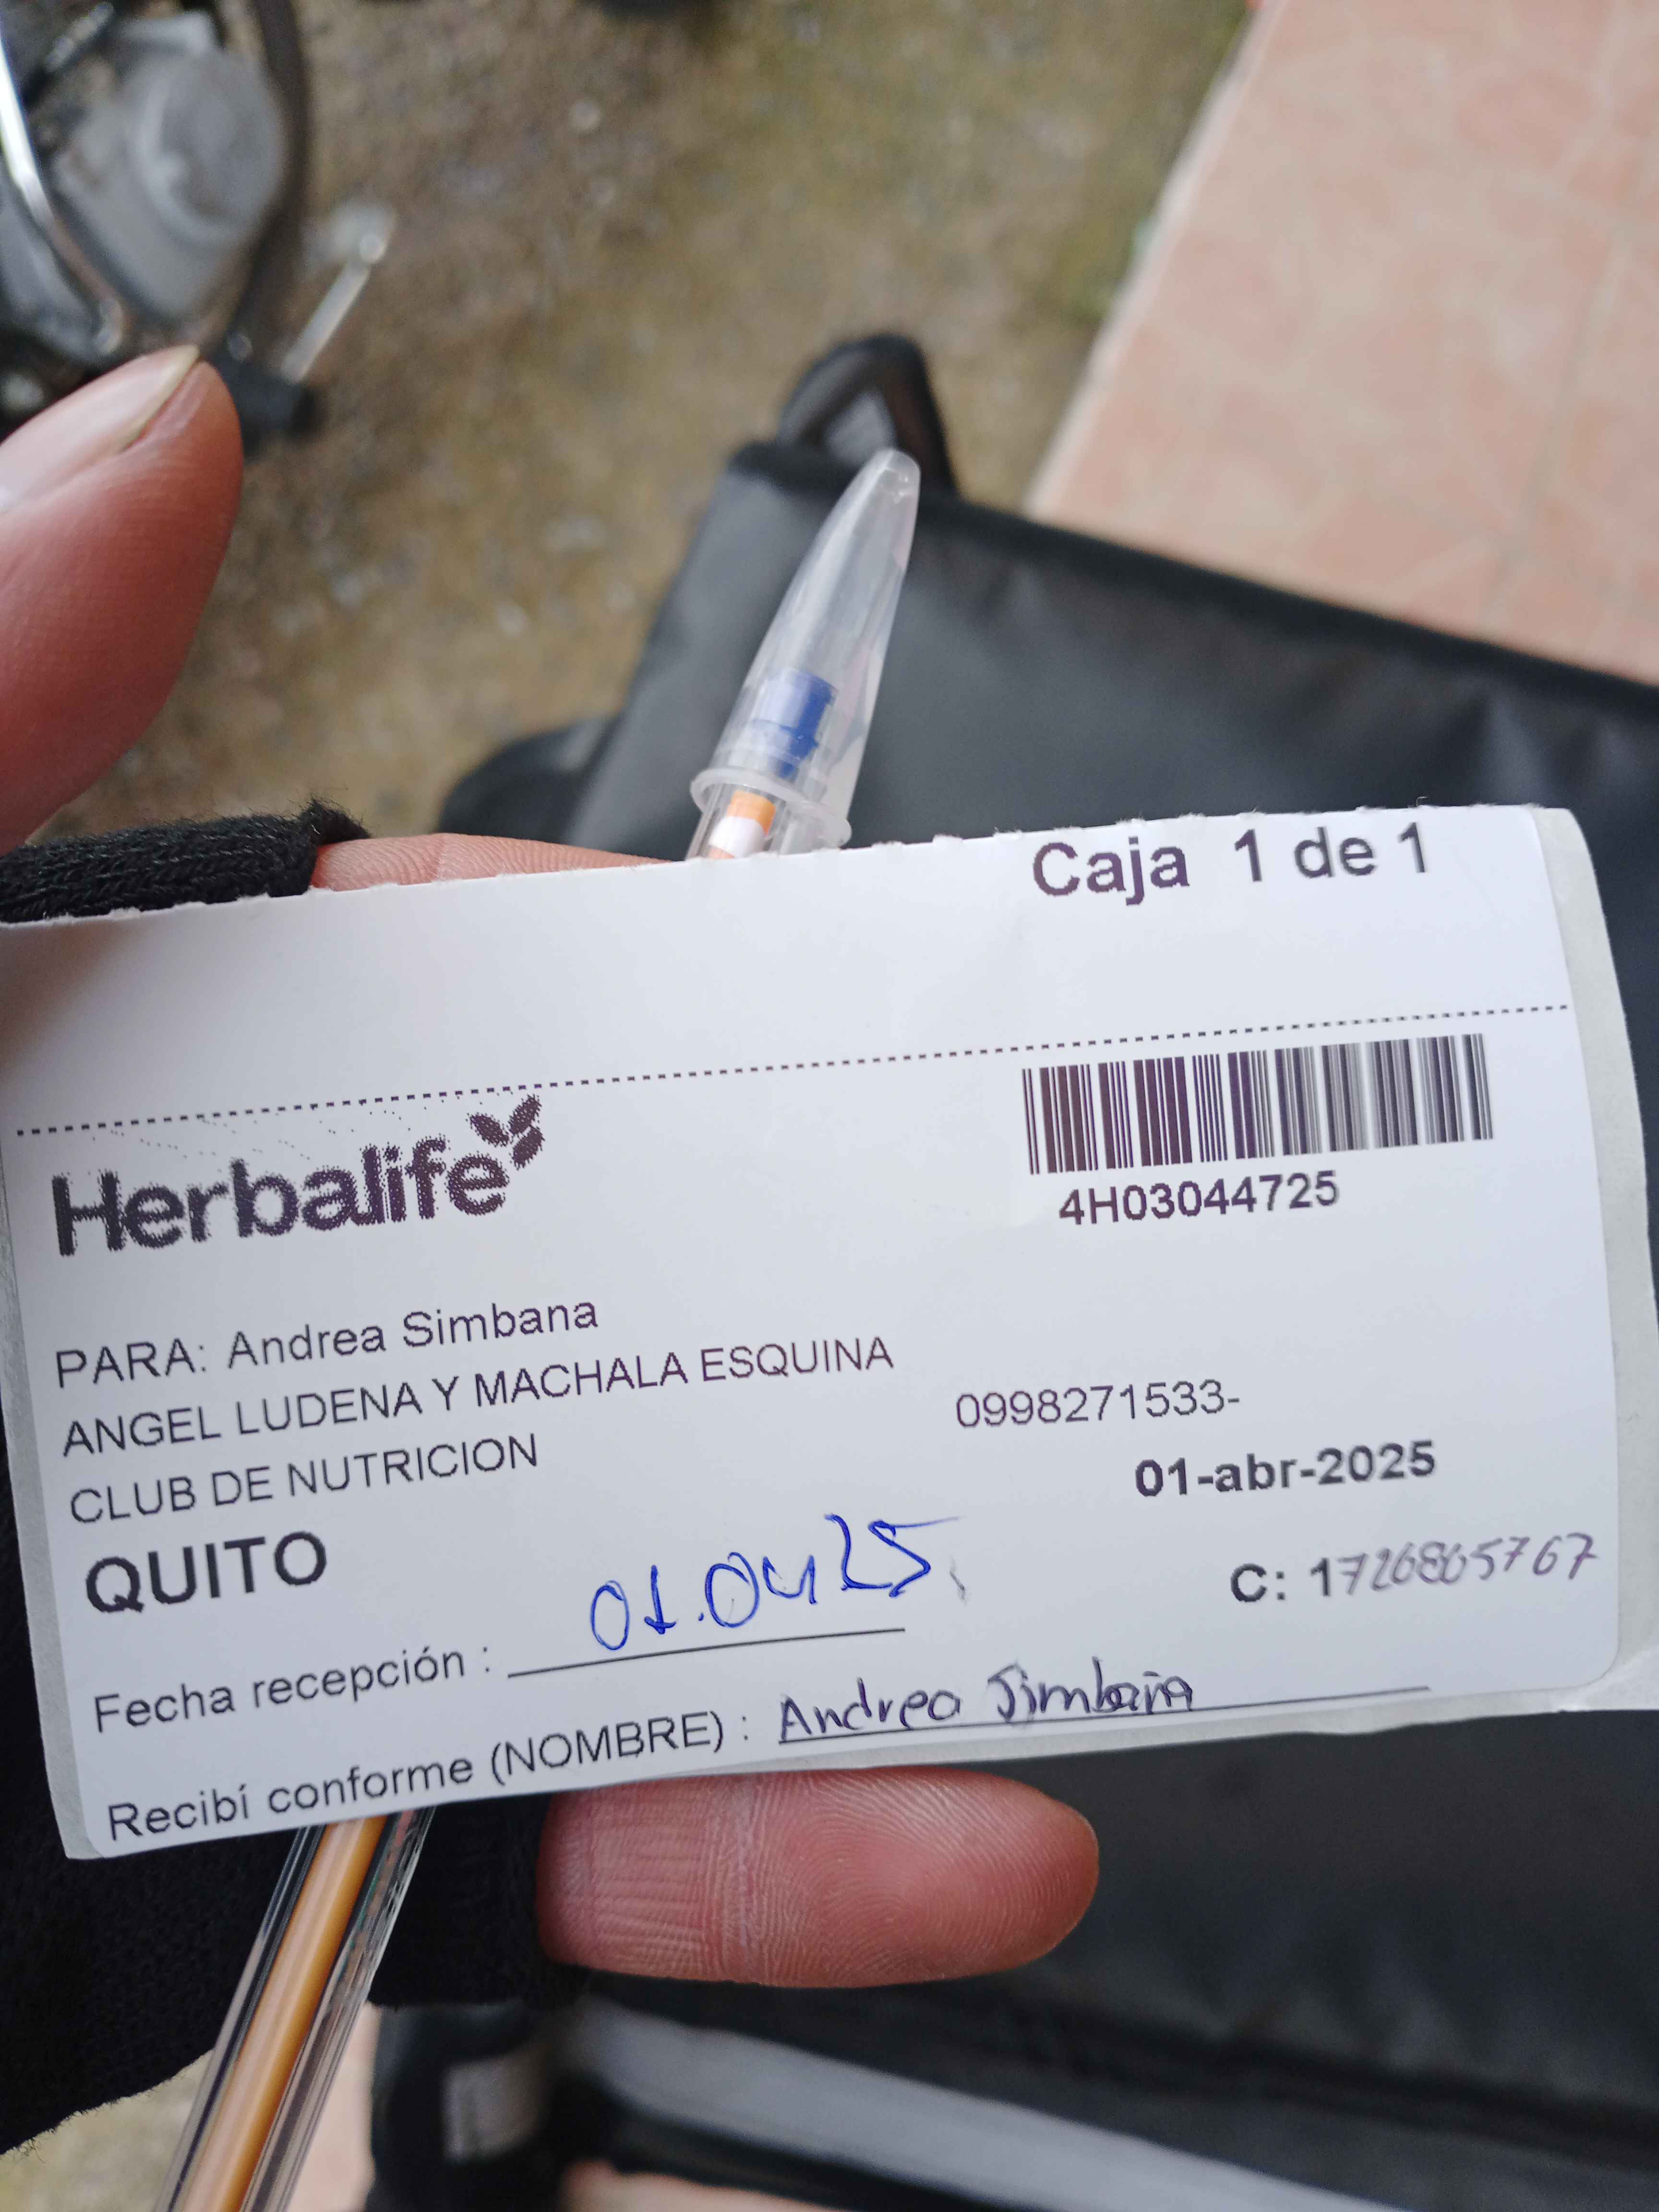 Caja 1 de 1
Herbalife
4H03044725
PARA: Andrea Simbana
ANGEL LUDENA Y MACHALA ESQUINA
CLUB DE NUTRICION
0998271533-
01-abr-2025
QUITO
C: 1726865767
Fecha recepción : 01.04 25
Recibí conforme (NOMBRE) : Andrea Simbaña